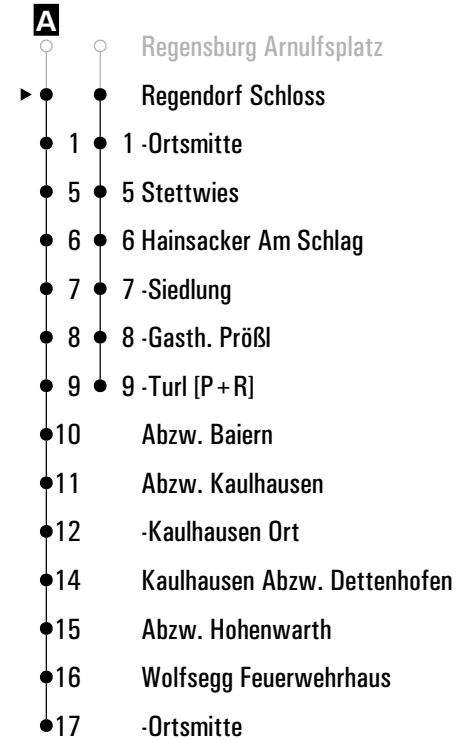 A
Regensburg Arnulfsplatz
Regendorf Schloss
1 1 -Ortsmitte
5 5 Stettwies
6 6 Hainsacker Am Schlag
7 7 -Siedlung
8 8 -Gasth. Prößl
9 9 -Turl [P+R]
10 Abzw. Baiern
11 Abzw. Kaulhausen
12 -Kaulhausen Ort
14 Kaulhausen Abzw. Dettenhofen
15 Abzw. Hohenwarth
16 Wolfsegg Feuerwehrhaus
17 -Ortsmitte